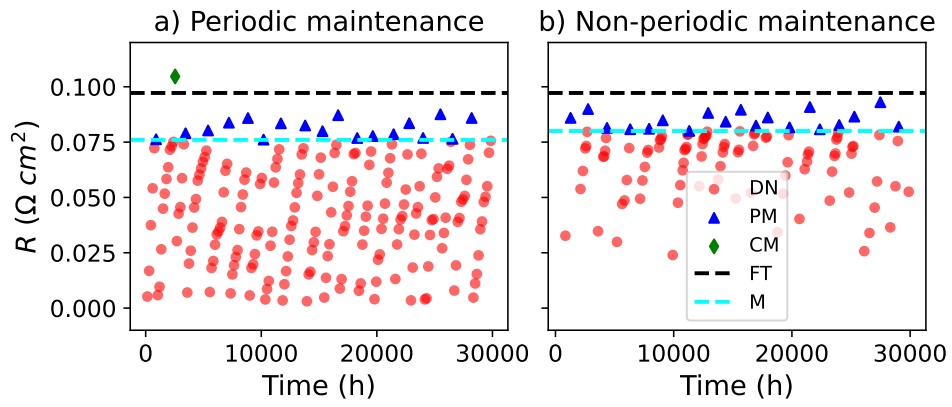 a) Periodic maintenance
b) Non-periodic maintenance
R (Ω cm²)
0.100
0.075
0.050
0.025
0.000
0 10000 20000 30000
Time (h)
DN
PM
CM
FT
M
0 10000 20000 30000
Time (h)